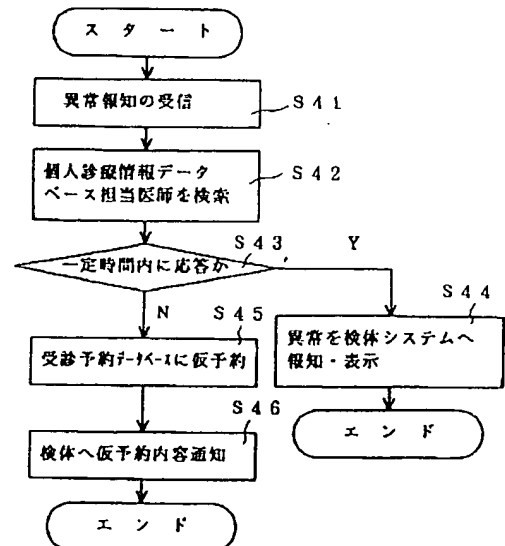 スタート
異常報知の受信
S41
個人診療情報データ
ベース担当医師を検索
S42
一定時間内に応答か
S43
Y
N
S44
異常を検体システムへ
報知・表示
エンド
S45
受診予約データベースに仮予約
S46
検体へ仮予約内容通知
エンド